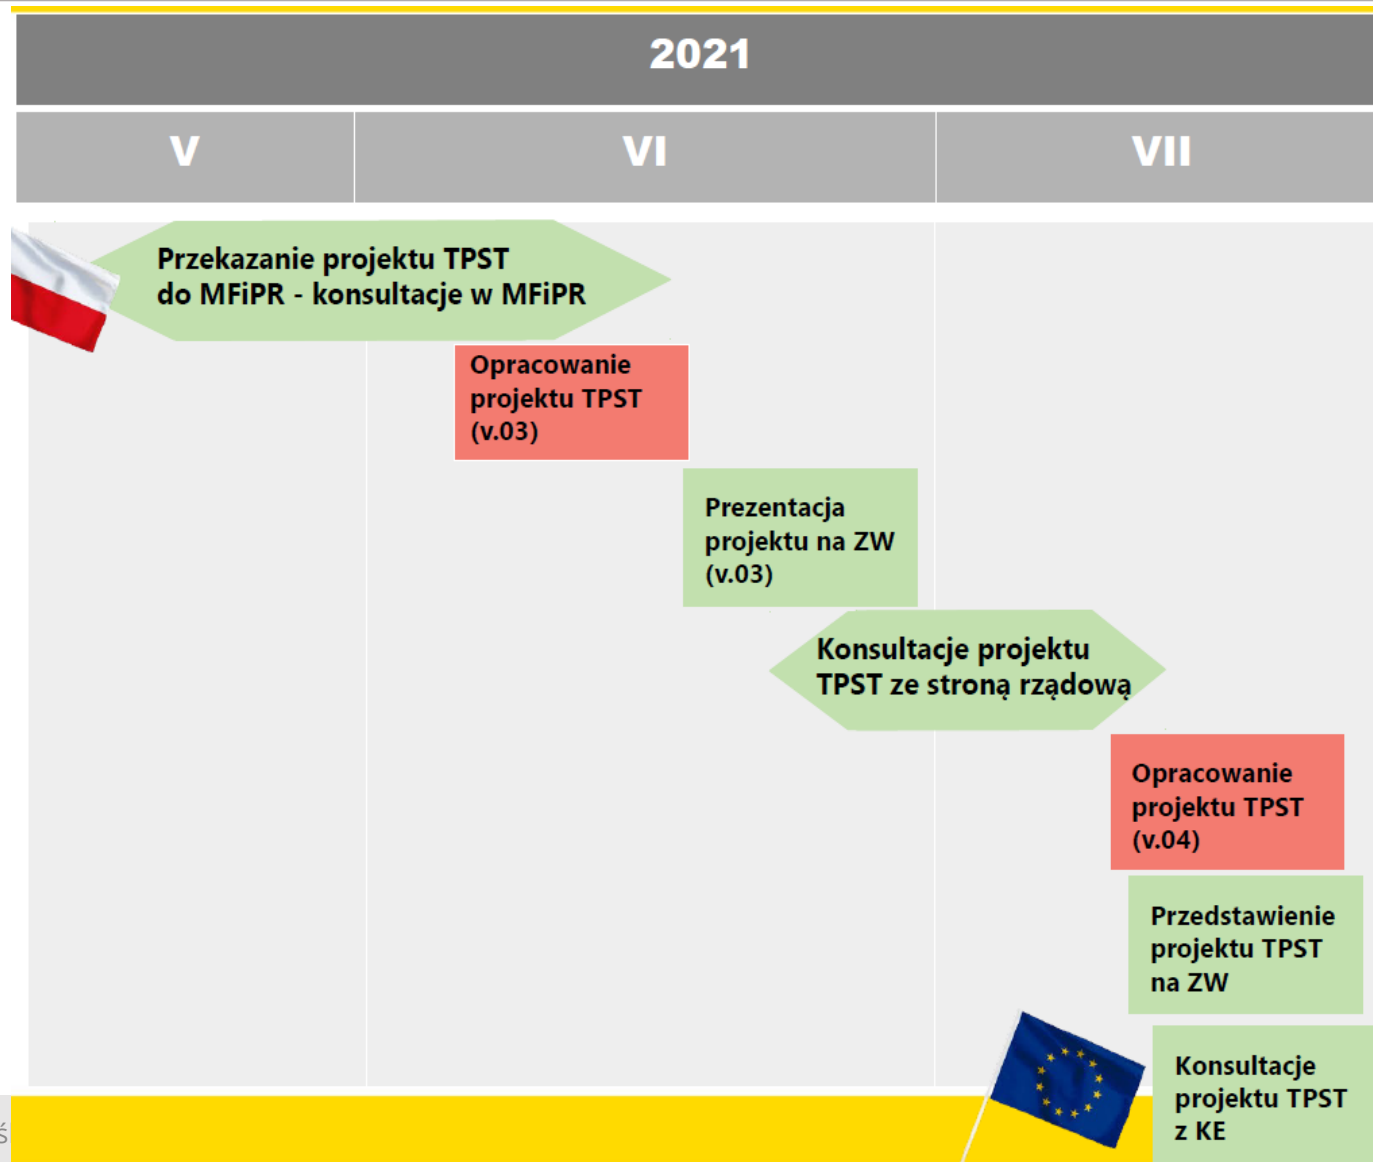 2021
V VI VII
Przekazanie projektu TPST
do MFiPR - konsultacje w MFiPR
Opracowanie
projektu TPST
(v.03)
Prezentacja
projektu na ZW
(v.03)
Konsultacje projektu
TPST ze stroną rządową
Opracowanie
projektu TPST
(v.04)
Przedstawienie
projektu TPST
na ZW
Konsultacje
projektu TPST
z KE